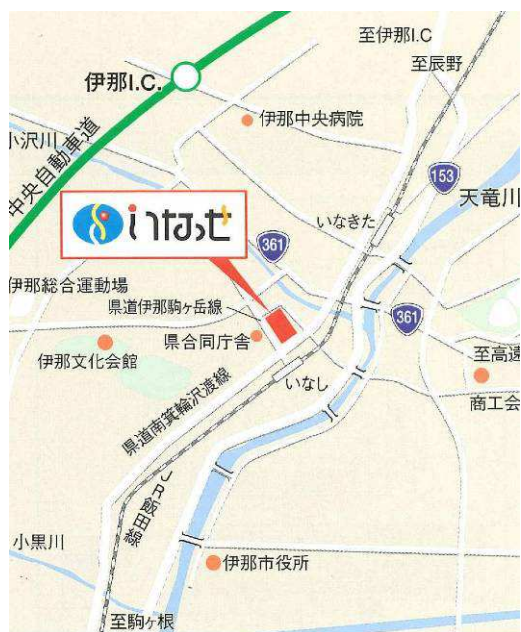 至伊那I.C
至辰野
伊那I.C.
伊那中央病院
小沢川
中央自動車道
153
天竜川
いなっせ
いなきた
361
伊那総合運動場
県道伊那駒ヶ岳線
361
県合同庁舎
伊那文化会館
至高速
いなし
商工会
県道南箕輪沢渡線
JR飯田線
小黒川
伊那市役所
至駒ヶ根